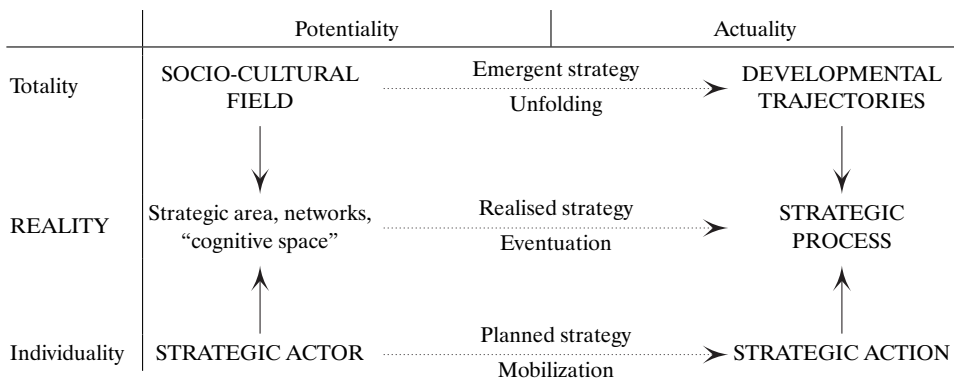 Potentiality Actuality
Totality SOCIO-CULTURAL FIELD Emergent strategy Unfolding DEVELOPMENTAL TRAJECTORIES
REALITY Strategic area, networks, “cognitive space” Realised strategy Eventuation STRATEGIC PROCESS
Individuality STRATEGIC ACTOR Planned strategy Mobilization STRATEGIC ACTION